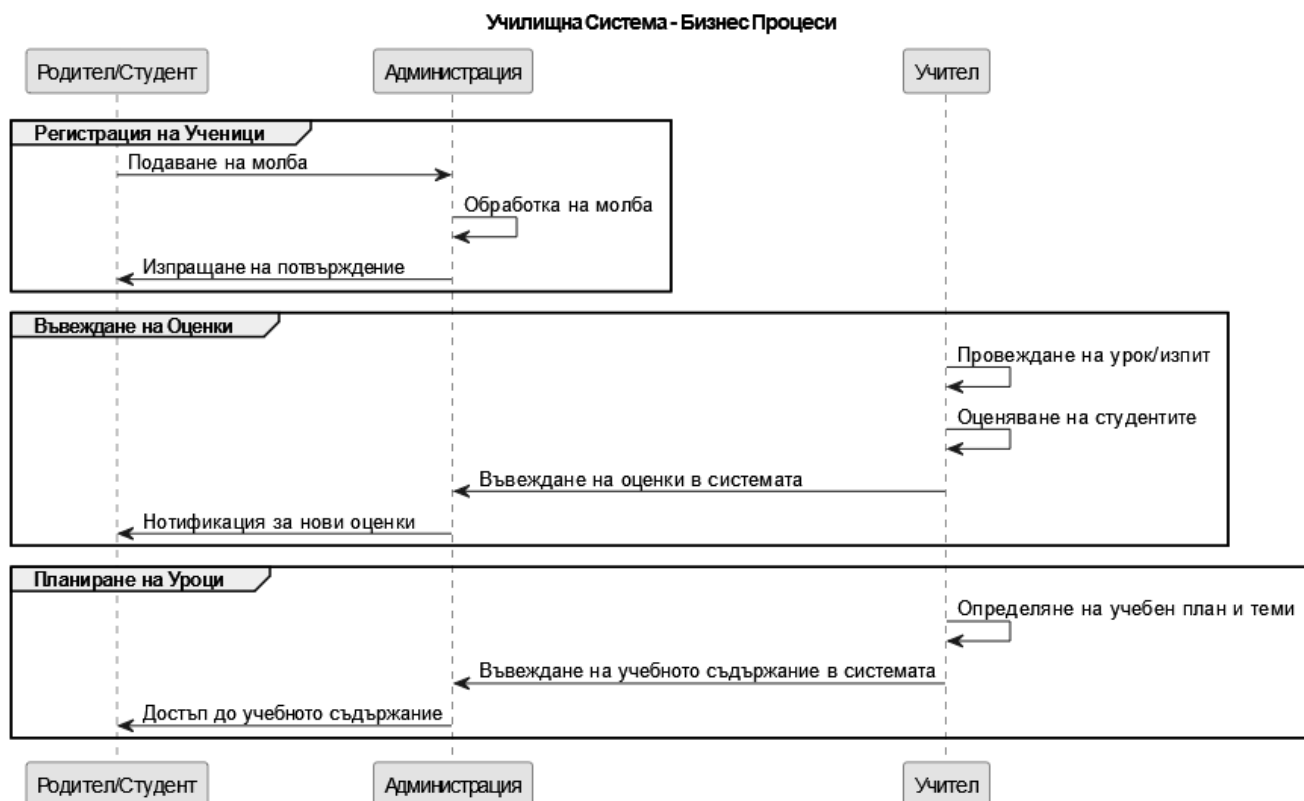 Училищна Система - Бизнес Процеси
Родител/Студент
Администрация
Учител
Регистрация на Ученици
Подаване на молба
Обработка на молба
Изпращане на потвърждение
Въвеждане на Оценки
Провеждане на урок/изпит
Оценяване на студентите
Въвеждане на оценки в системата
Нотификация за нови оценки
Планиране на Уроци
Определяне на учебен план и теми
Въвеждане на учебното съдържание в системата
Достъп до учебното съдържание
Родител/Студент
Администрация
Учител